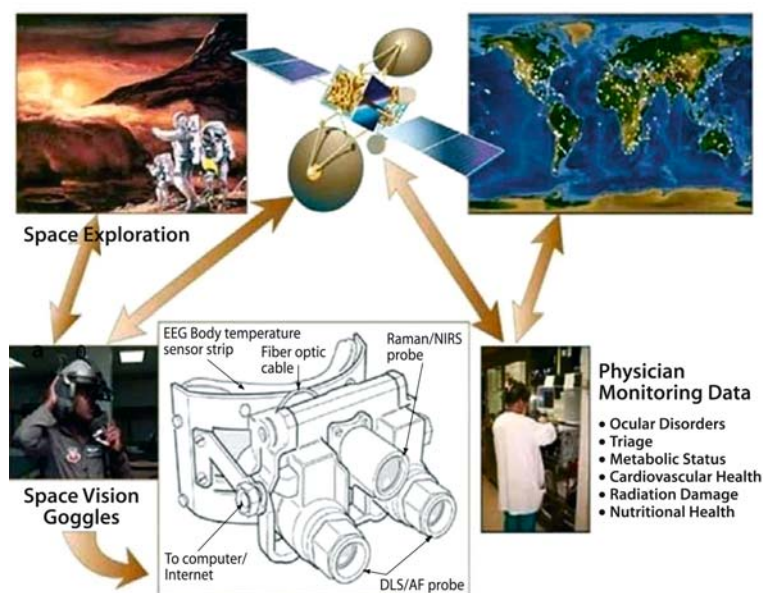 Space Exploration
EEG Body temperature
sensor strip
Fiber optic
cable
Raman/NIRS
probe
To computer/
Internet
DLS/AF probe
Space Vision
Goggles
Physician
Monitoring Data
• Ocular Disorders
• Triage
• Metabolic Status
• Cardiovascular Health
• Radiation Damage
• Nutritional Health